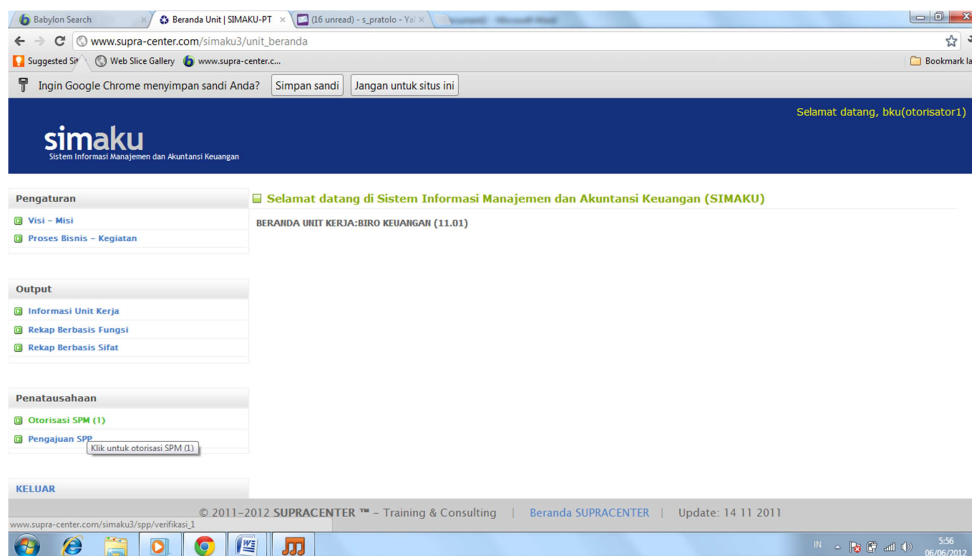 Babylon Search
Beranda Unit | SIMAKU-PT
(16 unread) - s_pratolo - Ya
www.supra-center.com/simaku3/unit_beranda
Suggested Sit
Web Slice Gallery
www.supra-center.c...
Bookmark la
Ingin Google Chrome menyimpan sandi Anda?
Simpan sandi
Jangan untuk situs ini
Selamat datang, bku(otorisator1)
simaku
Sistem Informasi Manajemen dan Akuntansi Keuangan
Pengaturan
Visi - Misi
Proses Bisnis - Kegiatan
Selamat datang di Sistem Informasi Manajemen dan Akuntansi Keuangan (SIMAKU)
BERANDA UNIT KERJA:BIRO KEUANGAN (11.01)
Output
Informasi Unit Kerja
Rekap Berbasis Fungsi
Rekap Berbasis Sifat
Penatausahaan
Otorisasi SPM (1)
Pengajuan SPP
Klik untuk otorisasi SPM (1)
KELUAR
© 2011-2012 SUPRACENTER ™ - Training & Consulting | Beranda SUPRACENTER | Update: 14 11 2011
www.supra-center.com/simaku3/spp/verifikasi_1
IN
5:56
06/06/2012